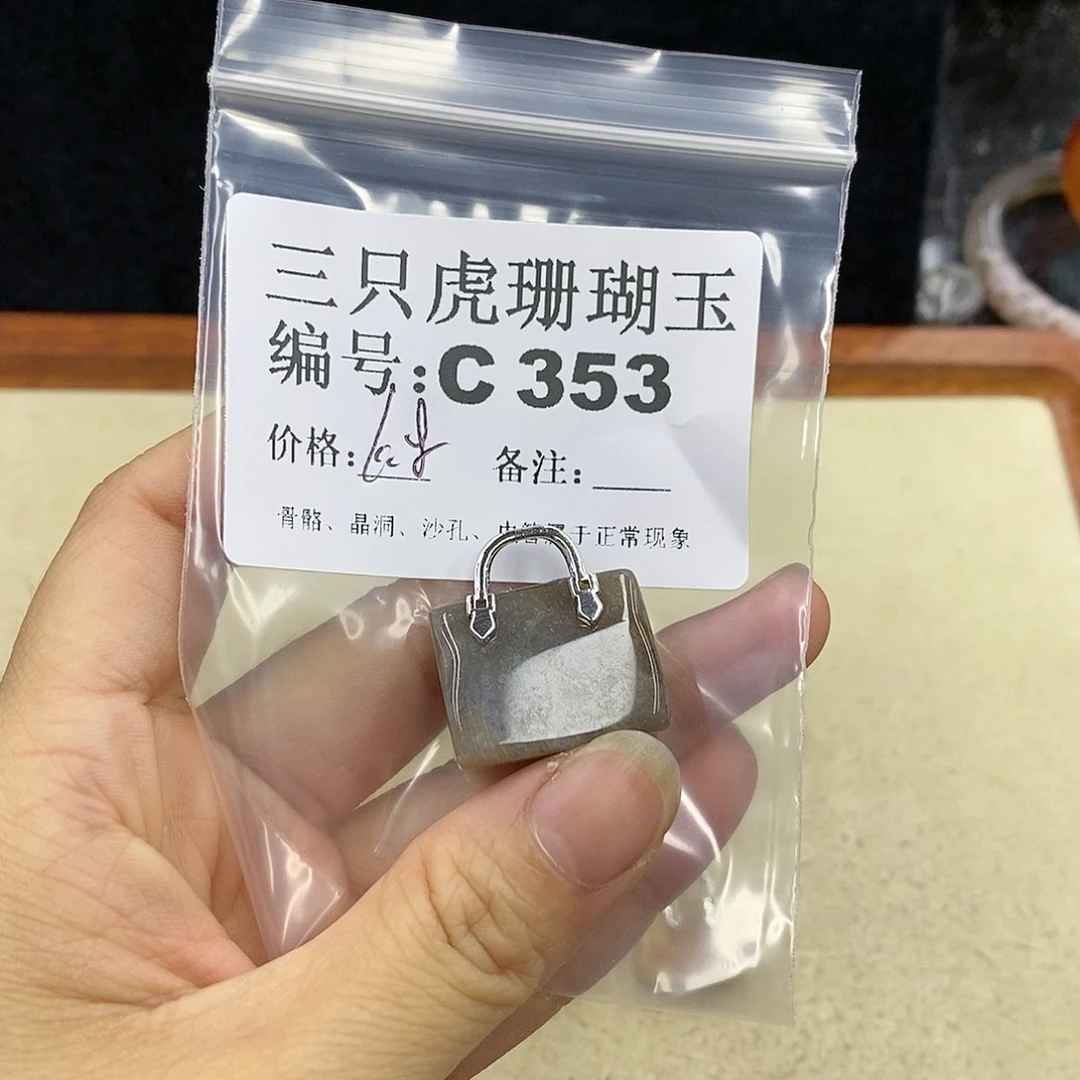 三只虎珊瑚玉
编号:C 353
价格: 备注:
骨骼、晶洞、沙孔、属于正常现象